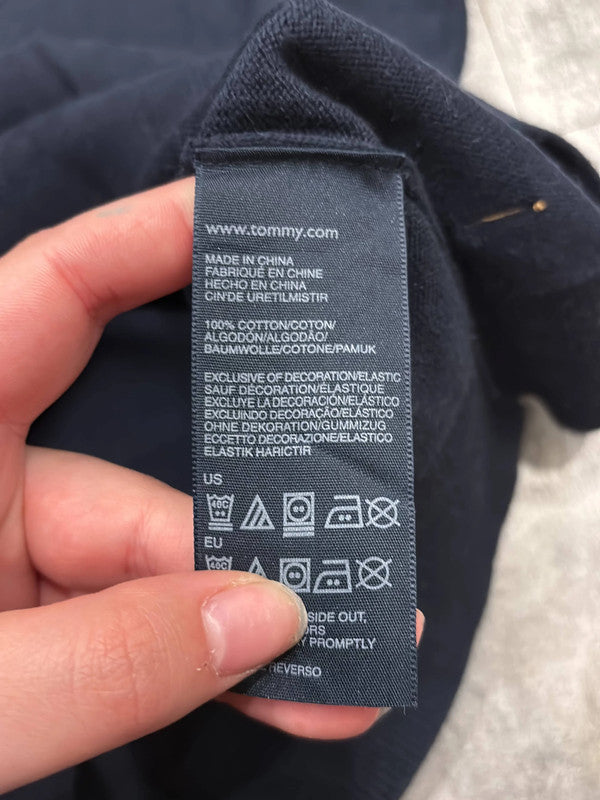 www.tommy.com
MADE IN CHINA
FABRIQUÉ EN CHINE
HECHO EN CHINA
CIN'DE URETILMISTIR
100% COTTON/COTON/
ALGODÓN/ALGODÃO/
BAUMWOLLE/COTONE/PAMUK
EXCLUSIVE OF DECORATION/ELASTIC
SAUF DÉCORATION/ÉLASTIQUE
EXCLUYE LA DECORACIÓN/ELÁSTICO
EXCLUINDO DECORAÇÃO/ELÁSTICO
OHNE DEKORATION/GUMMIZUG
ECCETTO DECORAZIONE/ELASTICO
ELASTIK HARICTIR
US
40C
EU
40C
SIDE OUT,
PROMPTLY
REVERSO